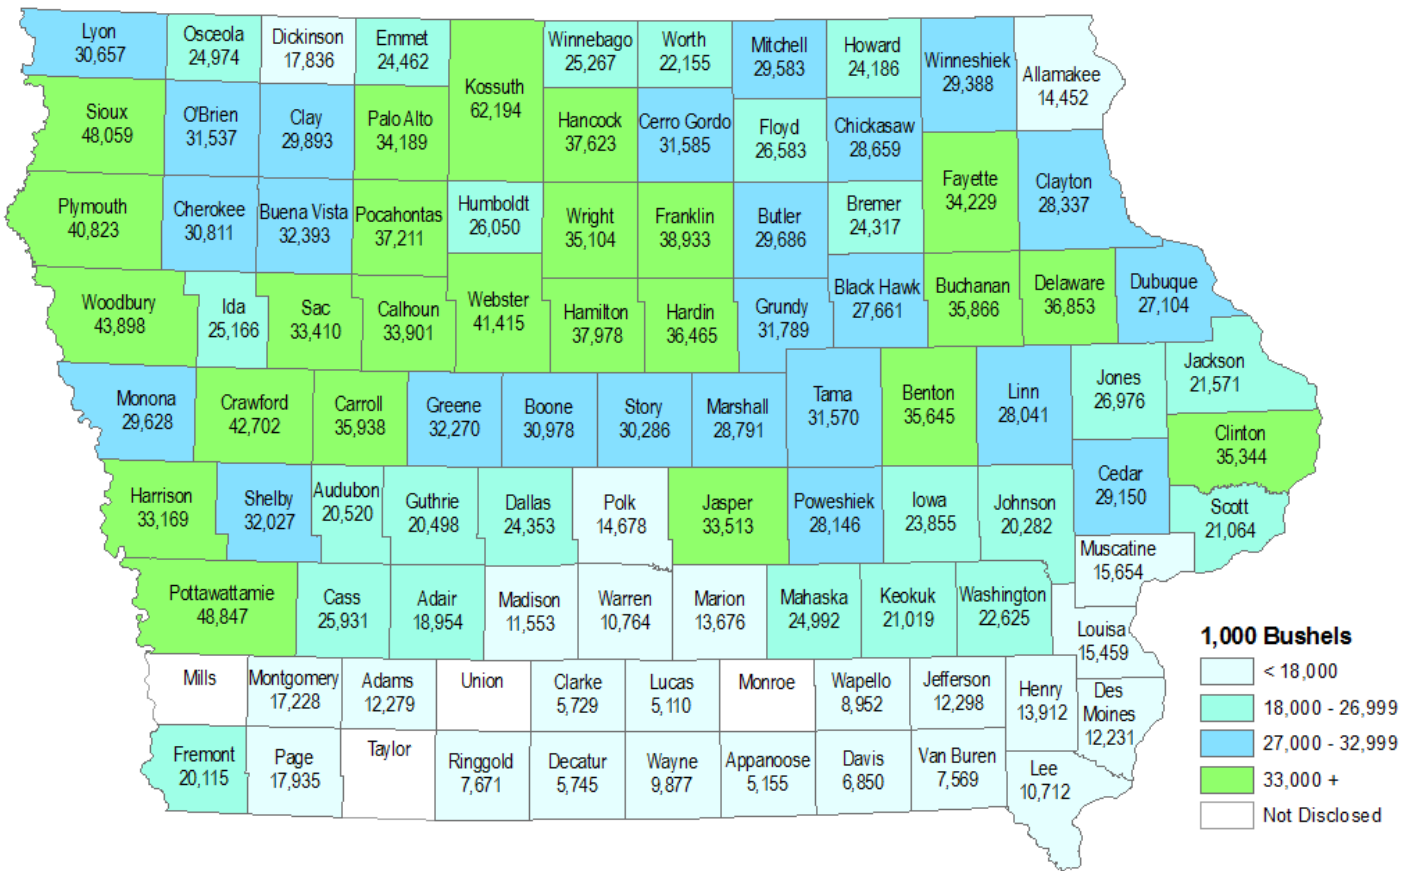 Lyon
30,657
Osceola
24,974
Dickinson
17,836
Emmet
24,462
Kossuth
62,194
Winnebago
25,267
Worth
22,155
Mitchell
29,583
Howard
24,186
Winneshiek
29,388
Allamakee
14,452
Sioux
48,059
O'Brien
31,537
Clay
29,893
Palo Alto
34,189
Hancock
37,623
Cerro Gordo
31,585
Floyd
26,583
Chickasaw
28,659
Fayette
34,229
Clayton
28,337
Plymouth
40,823
Cherokee
30,811
Buena Vista
32,393
Pocahontas
37,211
Humboldt
26,050
Wright
35,104
Franklin
38,933
Butler
29,686
Bremer
24,317
Woodbury
43,898
Ida
25,166
Sac
33,410
Calhoun
33,901
Webster
41,415
Hamilton
37,978
Hardin
36,465
Grundy
31,789
Black Hawk
27,661
Buchanan
35,866
Delaware
36,853
Dubuque
27,104
Monona
29,628
Crawford
42,702
Carroll
35,938
Greene
32,270
Boone
30,978
Story
30,286
Marshall
28,791
Tama
31,570
Benton
35,645
Linn
28,041
Jones
26,976
Jackson
21,571
Clinton
35,344
Harrison
33,169
Shelby
32,027
Audubon
20,520
Guthrie
20,498
Dallas
24,353
Polk
14,678
Jasper
33,513
Poweshiek
28,146
Iowa
23,855
Johnson
20,282
Cedar
29,150
Scott
21,064
Muscatine
15,654
Pottawattamie
48,847
Cass
25,931
Adair
18,954
Madison
11,553
Warren
10,764
Marion
13,676
Mahaska
24,992
Keokuk
21,019
Washington
22,625
Louisa
15,459
Mills
Montgomery
17,228
Adams
12,279
Union
Clarke
5,729
Lucas
5,110
Monroe
Wapello
8,952
Jefferson
12,298
Henry
13,912
Des
Moines
12,231
Fremont
20,115
Page
17,935
Taylor
Ringgold
7,671
Decatur
5,745
Wayne
9,877
Appanoose
5,155
Davis
6,850
Van Buren
7,569
Lee
10,712
1,000 Bushels
< 18,000
18,000 - 26,999
27,000 - 32,999
33,000 +
Not Disclosed